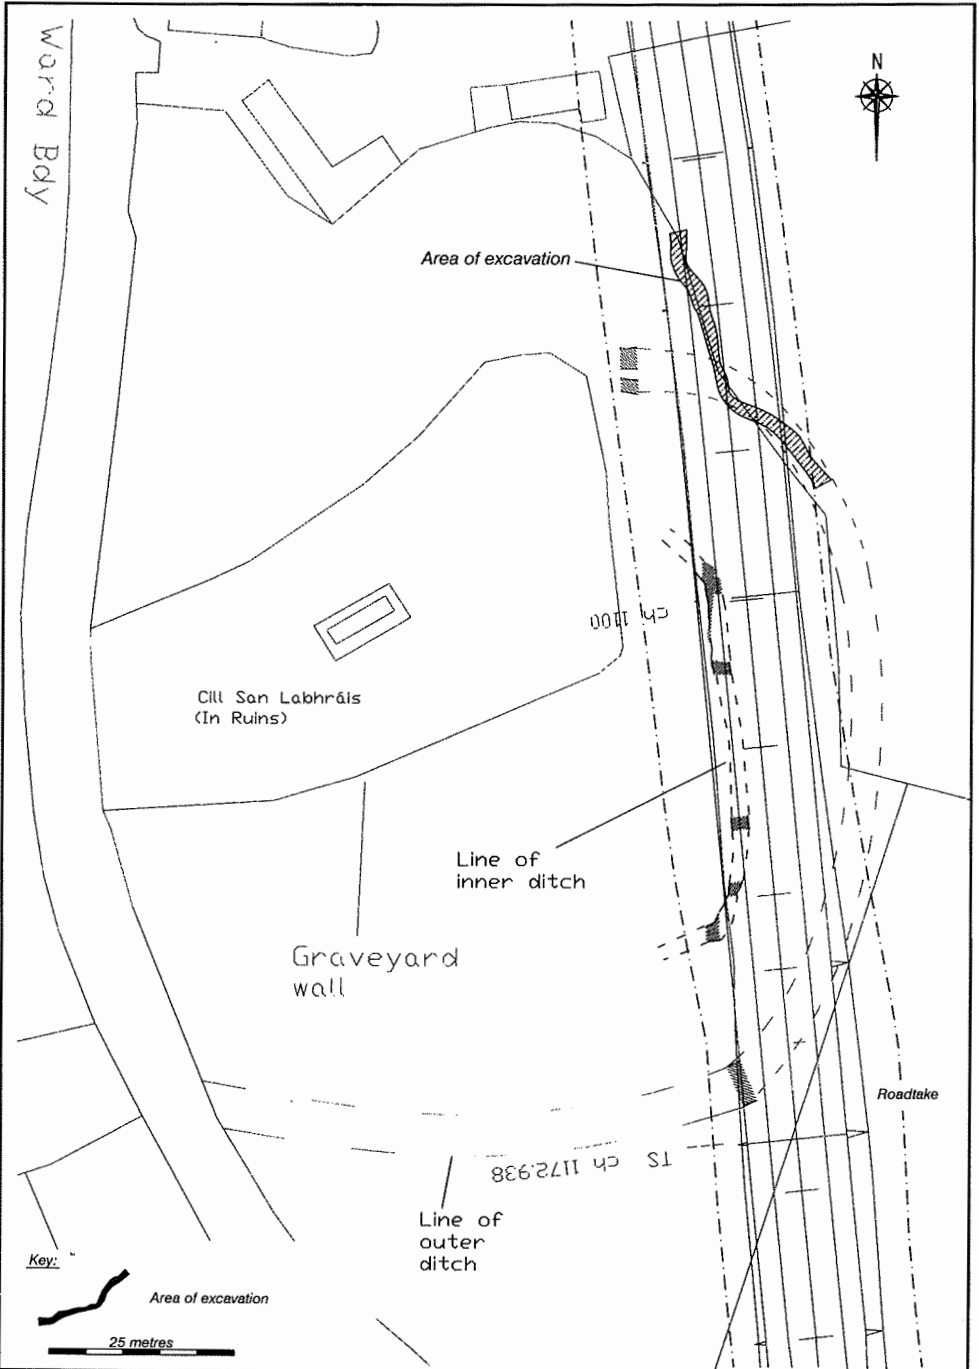 Ward Bdy
N
Area of excavation
ch 1100
Cill San Labhráis
(In Ruins)
Line of
inner ditch
Graveyard
wall
Roadtake
TS ch 1172.938
Line of
outer
ditch
Key:
Area of excavation
25 metres